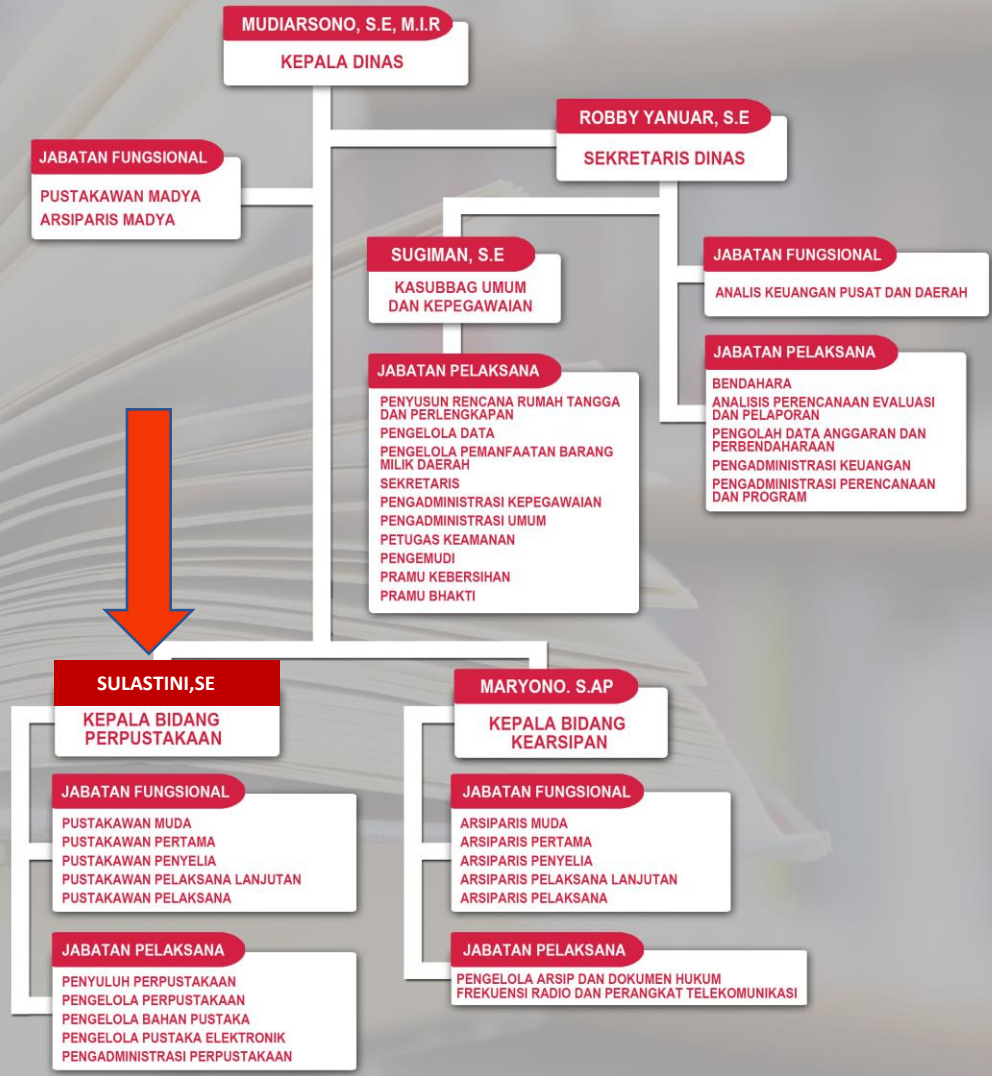 MUDIARSONO, S.E, M.I.R
KEPALA DINAS
ROBBY YANUAR, S.E
SEKRETARIS DINAS
JABATAN FUNGSIONAL
PUSTAKAWAN MADYA
ARSIPARIS MADYA
SUGIMAN, S.E
KASUBBAG UMUM
DAN KEPEGAWAIAN
JABATAN FUNGSIONAL
ANALIS KEUANGAN PUSAT DAN DAERAH
JABATAN PELAKSANA
PENYUSUN RENCANA RUMAH TANGGA
DAN PERLENGKAPAN
PENGELOLA DATA
PENGELOLA PEMANFAATAN BARANG
MILIK DAERAH
SEKRETARIS
PENGADMINISTRASI KEPEGAWAIAN
PENGADMINISTRASI UMUM
PETUGAS KEAMANAN
PENGEMUDI
PRAMU KEBERSIHAN
PRAMU BHAKTI
JABATAN PELAKSANA
BENDAHARA
ANALISIS PERENCANAAN EVALUASI
DAN PELAPORAN
PENGOLAH DATA ANGGARAN DAN
PERBENDAHARAAN
PENGADMINISTRASI KEUANGAN
PENGADMINISTRASI PERENCANAAN
DAN PROGRAM
SULASTINI,SE
KEPALA BIDANG
PERPUSTAKAAN
JABATAN FUNGSIONAL
PUSTAKAWAN MUDA
PUSTAKAWAN PERTAMA
PUSTAKAWAN PENYELIA
PUSTAKAWAN PELAKSANA LANJUTAN
PUSTAKAWAN PELAKSANA
JABATAN PELAKSANA
PENYULUH PERPUSTAKAAN
PENGELOLA PERPUSTAKAAN
PENGELOLA BAHAN PUSTAKA
PENGELOLA PUSTAKA ELEKTRONIK
PENGADMINISTRASI PERPUSTAKAAN
MARYONO. S.AP
KEPALA BIDANG
KEARSIPAN
JABATAN FUNGSIONAL
ARSIPARIS MUDA
ARSIPARIS PERTAMA
ARSIPARIS PENYELIA
ARSIPARIS PELAKSANA LANJUTAN
ARSIPARIS PELAKSANA
JABATAN PELAKSANA
PENGELOLA ARSIP DAN DOKUMEN HUKUM
FREKUENSI RADIO DAN PERANGKAT TELEKOMUNIKASI